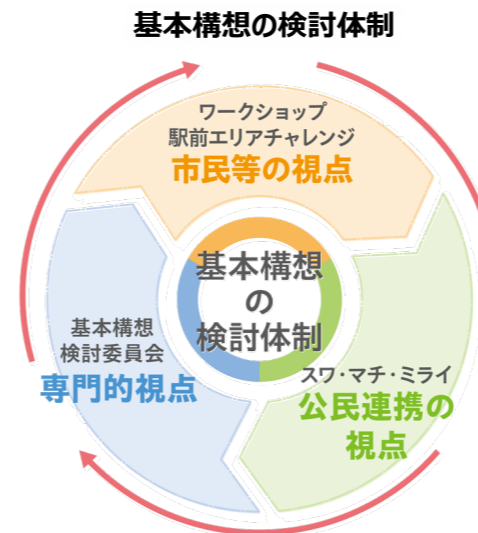 基本構想の検討体制
ワークショップ
駅前エリアチャレンジ
市民等の視点
基本構想
の
検討体制
スワ・マチ・ミライ
公民連携の
視点
基本構想
検討委員会
専門的視点